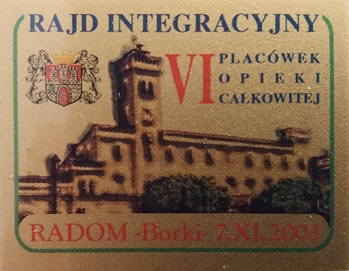 RAJD INTEGRACYJNY
VI PLACÓWEK
OPIEKI
CAŁKOWITEJ
RADOM -Borki- 7.XI.2003